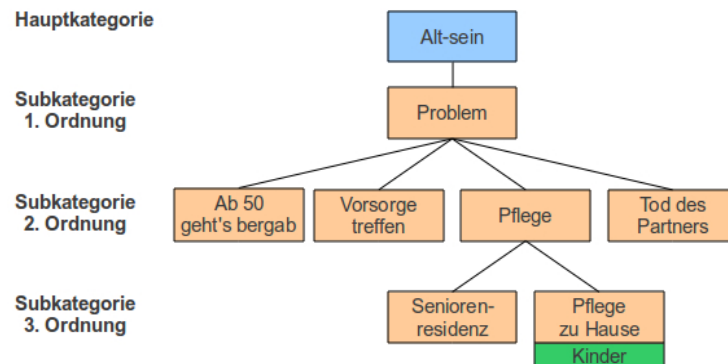 Hauptkategorie
Alt-sein
Subkategorie
1. Ordnung
Problem
Subkategorie
2. Ordnung
Ab 50
geht's bergab
Vorsorge
treffen
Pflege
Tod des
Partners
Subkategorie
3. Ordnung
Senioren-
residenz
Pflege
zu Hause
Kinder